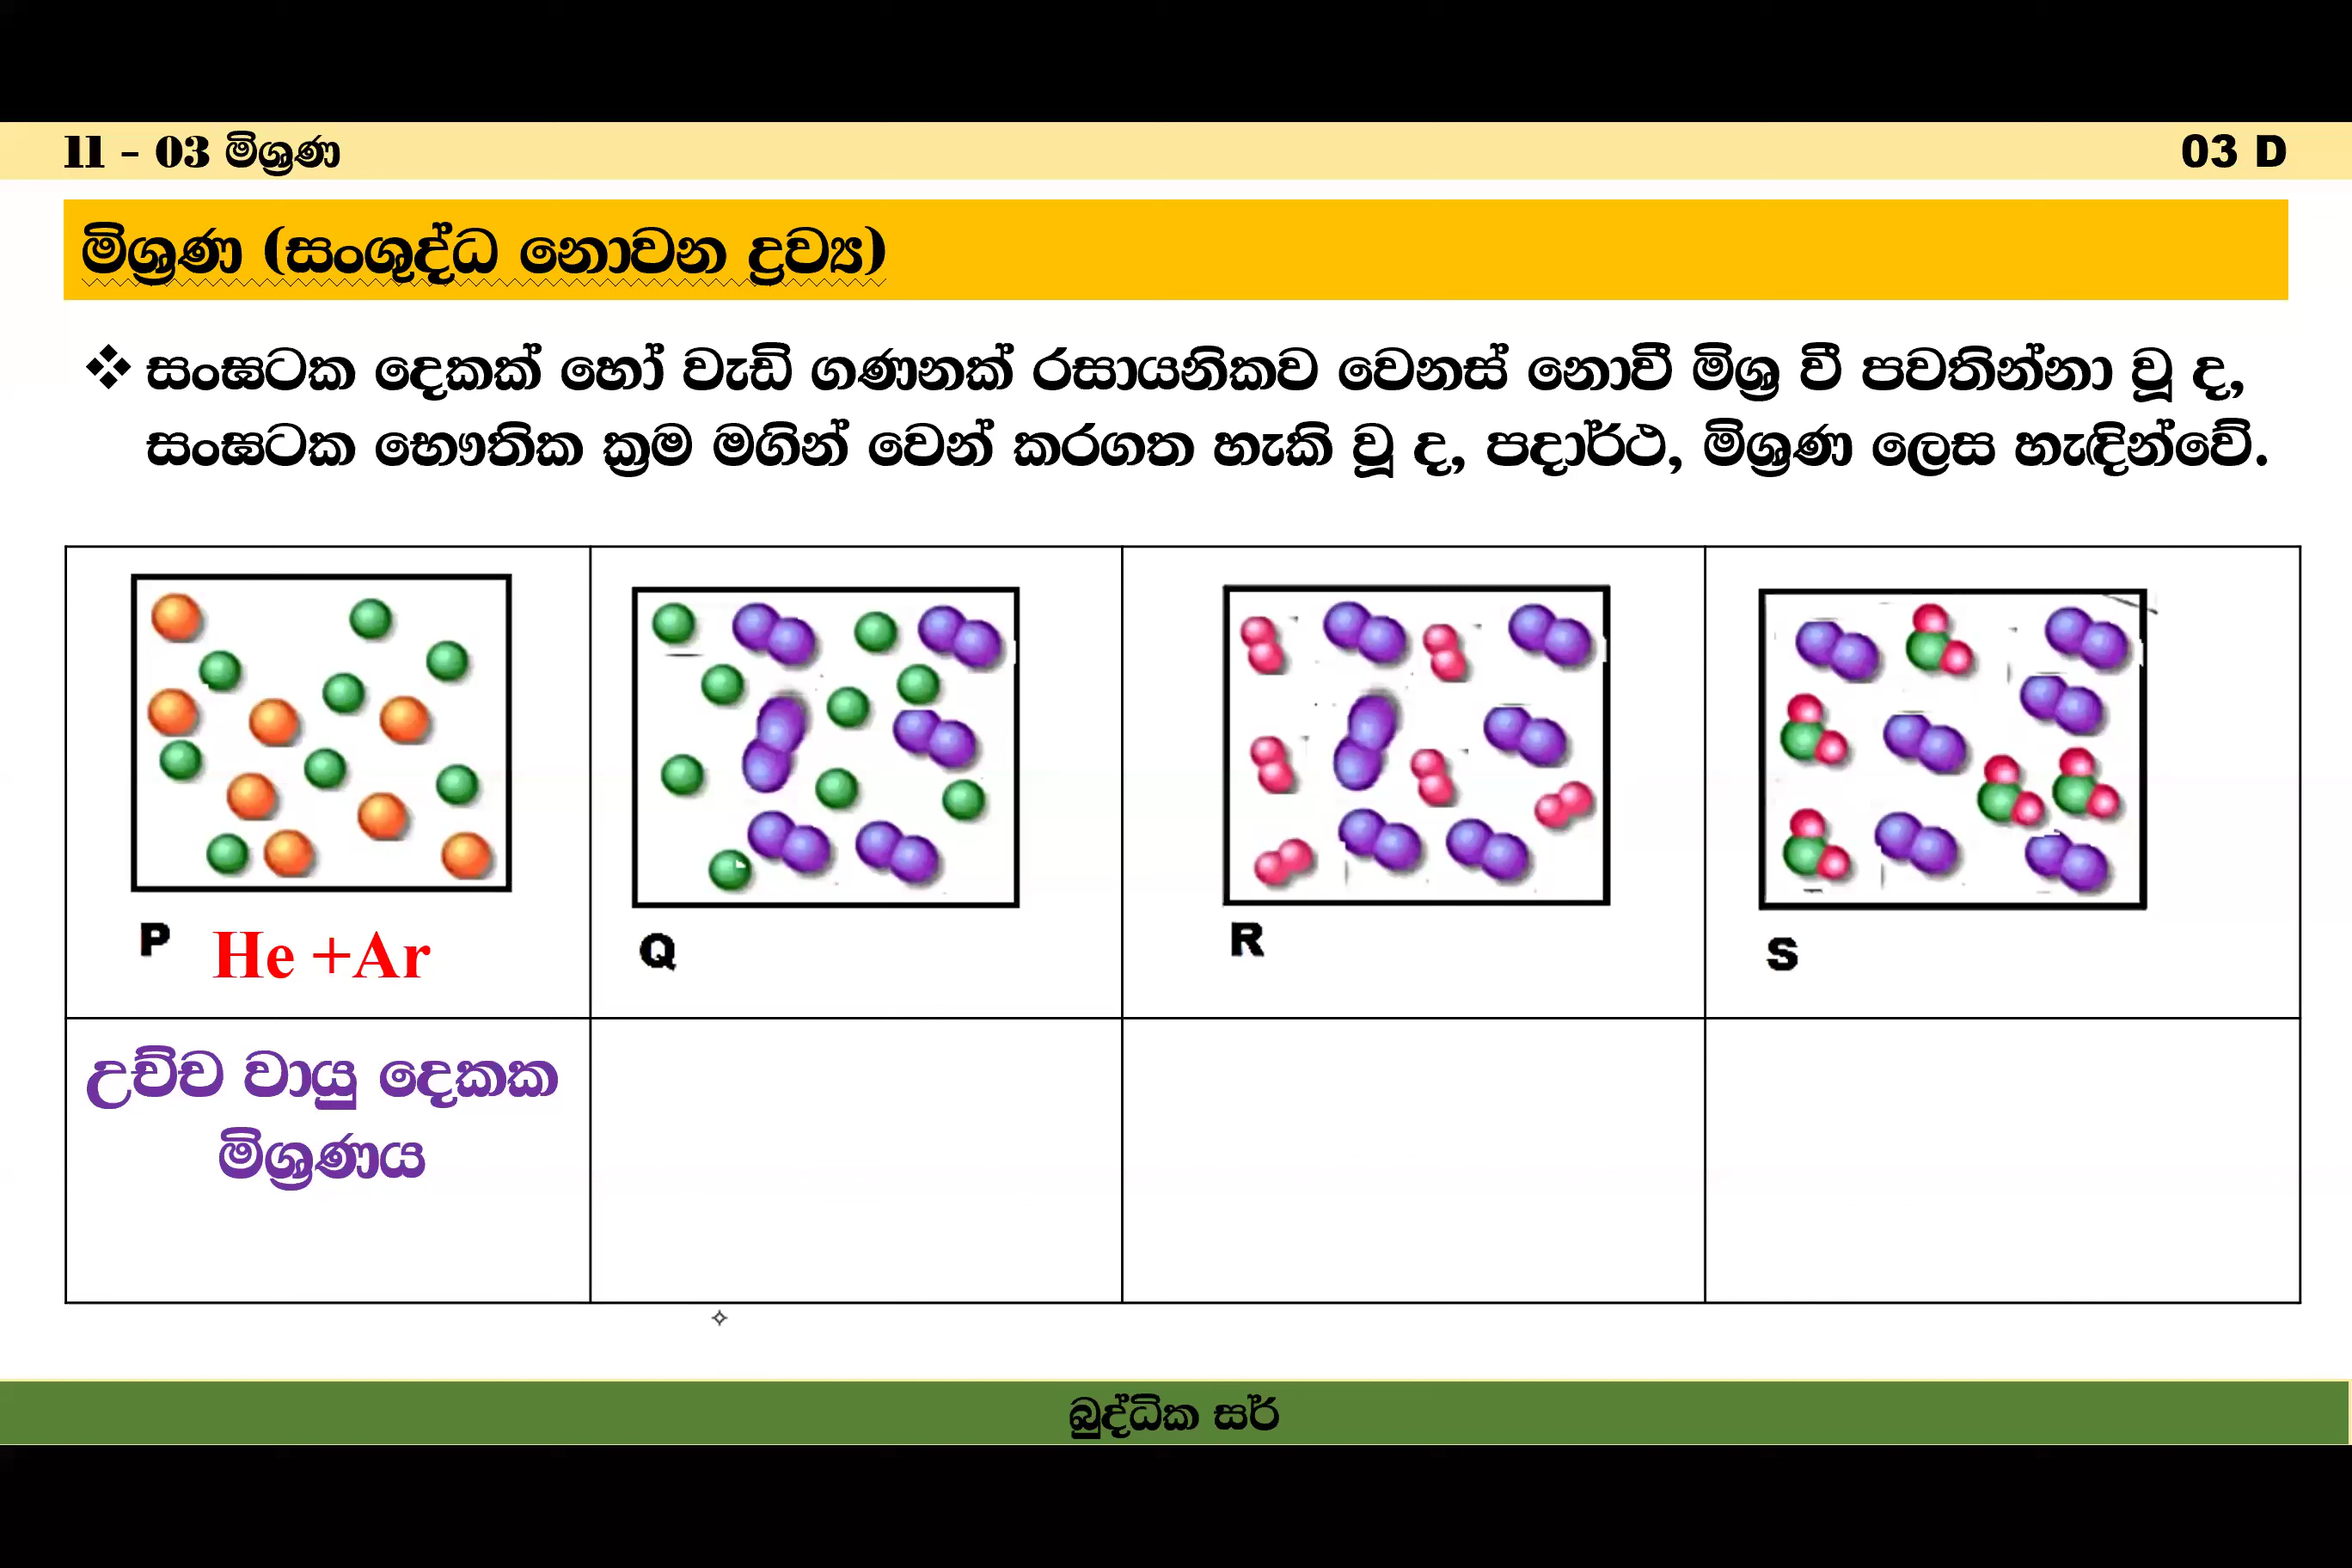 11 – 03 මිශ්‍රණ
03 D
මිශ්‍රණ (සංශුද්ධ නොවන ද්‍රව්‍ය)
❖ සංඝටක දෙකක් හෝ වැඩි ගණනක් රසායනිකව වෙනස් නොවී මිශ්‍ර වී පවතින්නා වූ ද,
සංඝටක භෞතික ක්‍රම මගින් වෙන් කරගත හැකි වූ ද, පදාර්ථ, මිශ්‍රණ ලෙස හැඳින්වේ.
P He +Ar
Q
R
S
උච්ච වායු දෙකක
මිශ්‍රණය
බුද්ධික සර්